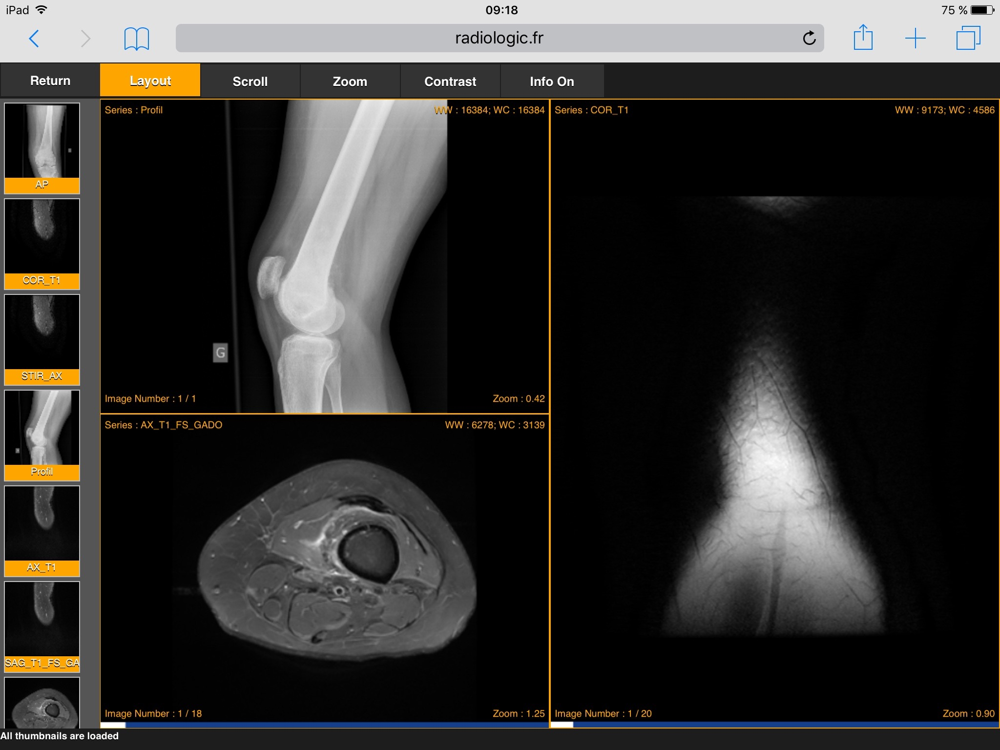 iPad 09:18 75 %
radiologic.fr
Return Layout Scroll Zoom Contrast Info On
AP
COR_T1
STIR_AX
Profil
AX_T1
SAG_T1_FS_GA
Series : Profil WW : 16384; WC : 16384
G
Image Number : 1 / 1 Zoom : 0.42
Series : AX_T1_FS_GADO WW : 6278; WC : 3139
Image Number : 1 / 18 Zoom : 1.25
Series : COR_T1 WW : 9173; WC : 4586
Image Number : 1 / 20 Zoom : 0.90
All thumbnails are loaded